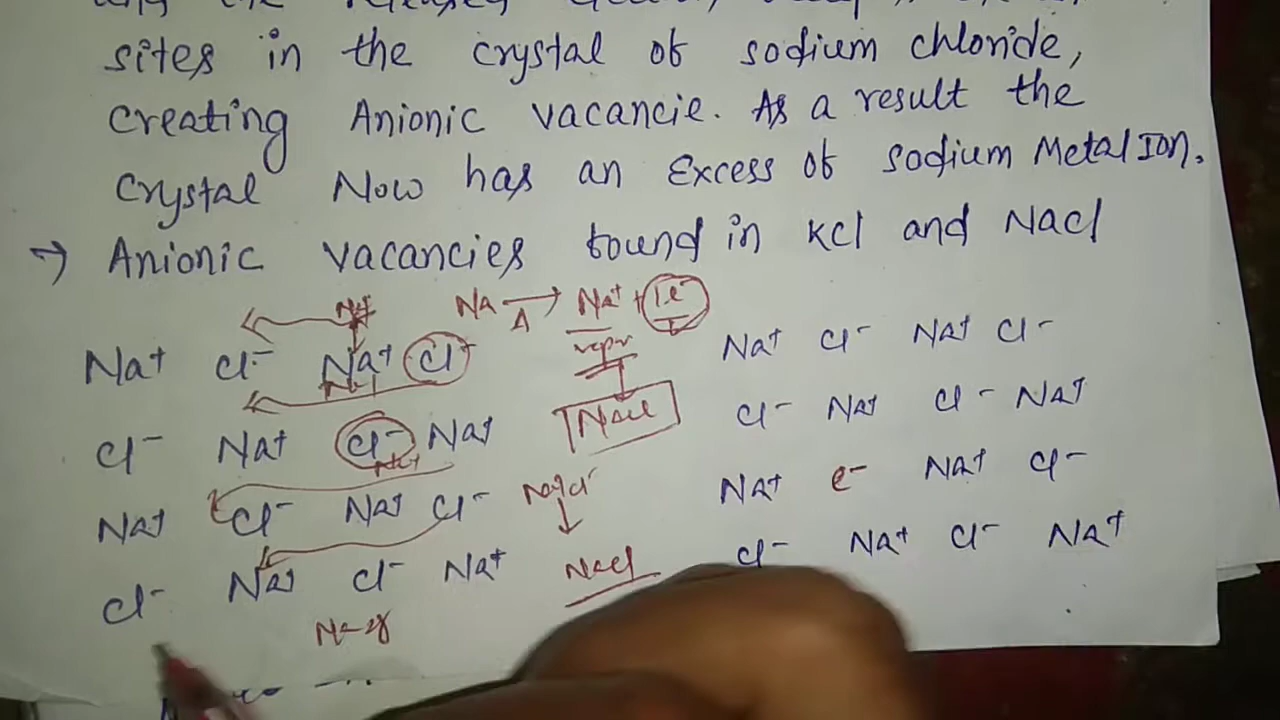 sites in the crystal of sodium chloride,
creating Anionic vacancie. As a result the
crystal Now has an Excess of sodium Metal Ion.
→ Anionic vacancies found in KCl and NaCl
Na → Na⁺ + 1e⁻
Δ
Na⁺ Cl⁻ Na⁺ Cl⁻
Cl⁻ Na⁺ Cl⁻ Na⁺
Na⁺ Cl⁻ Na⁺ Cl⁻
Cl⁻ Na⁺ Cl⁻ Na⁺
NaCl
Na⁺Cl⁻
↓
NaCl
Na⁺ Cl⁻ Na⁺ Cl⁻
Cl⁻ Na⁺ Cl⁻ Na⁺
Na⁺ e⁻ Na⁺ Cl⁻
Cl⁻ Na⁺ Cl⁻ Na⁺